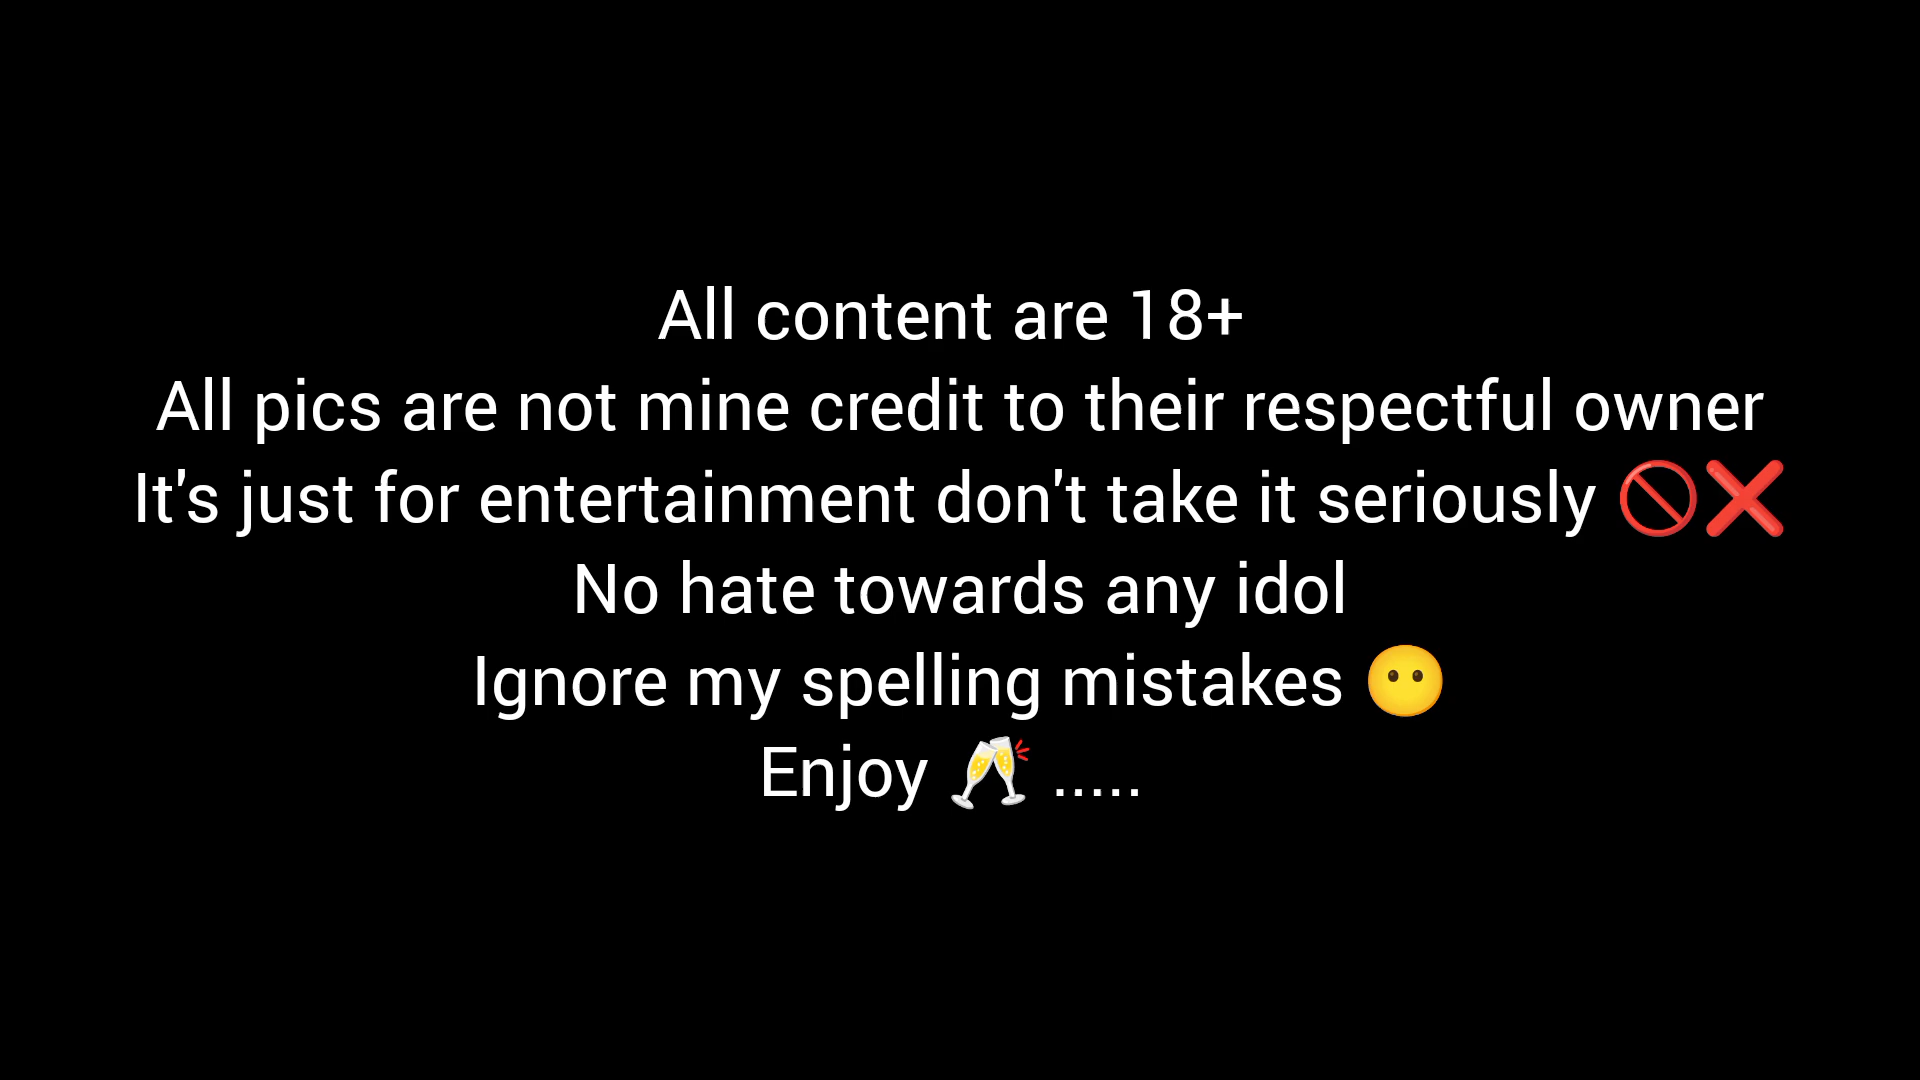 All content are 18+
All pics are not mine credit to their respectful owner
It's just for entertainment don't take it seriously 🚫❌
No hate towards any idol
Ignore my spelling mistakes 😶
Enjoy 🥂 .....